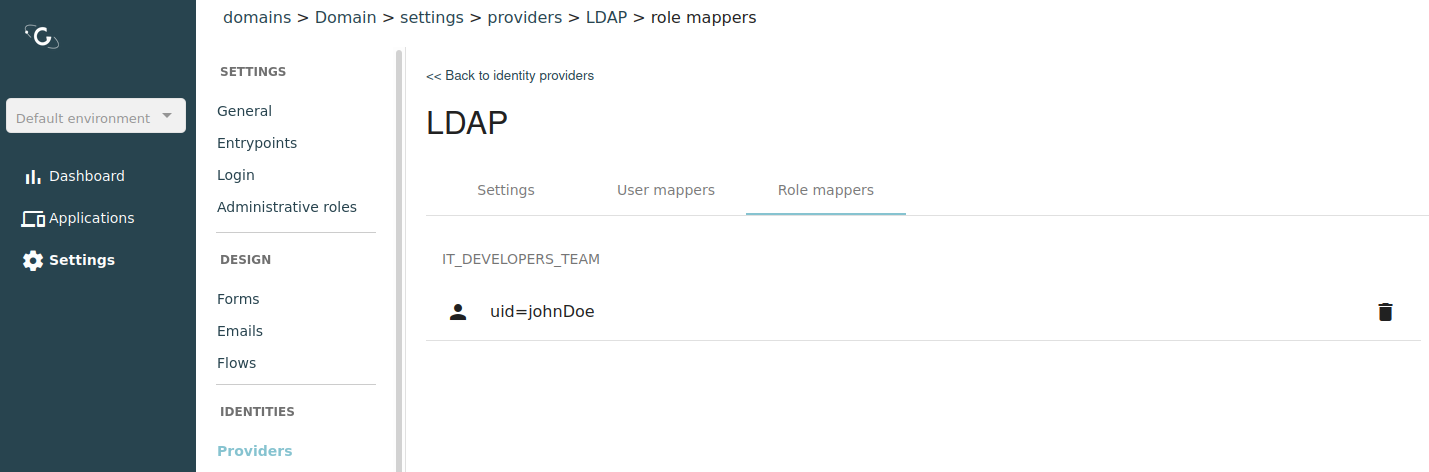 domains > Domain > settings > providers > LDAP > role mappers
Default environment
Dashboard
Applications
Settings
SETTINGS
General
Entrypoints
Login
Administrative roles
DESIGN
Forms
Emails
Flows
IDENTITIES
Providers
<< Back to identity providers
LDAP
Settings User mappers Role mappers
IT_DEVELOPERS_TEAM
uid=johnDoe